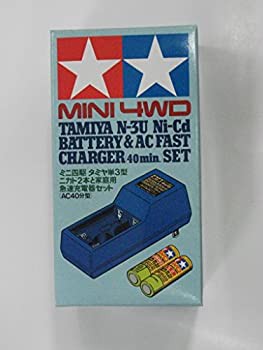 MINI 4WD
TAMIYA N-3U Ni-Cd
BATTERY & AC FAST
CHARGER 40min. SET
ミニ四駆 タミヤ単3型
ニカド2本と家庭用
急速充電器セット
(AC40分型)